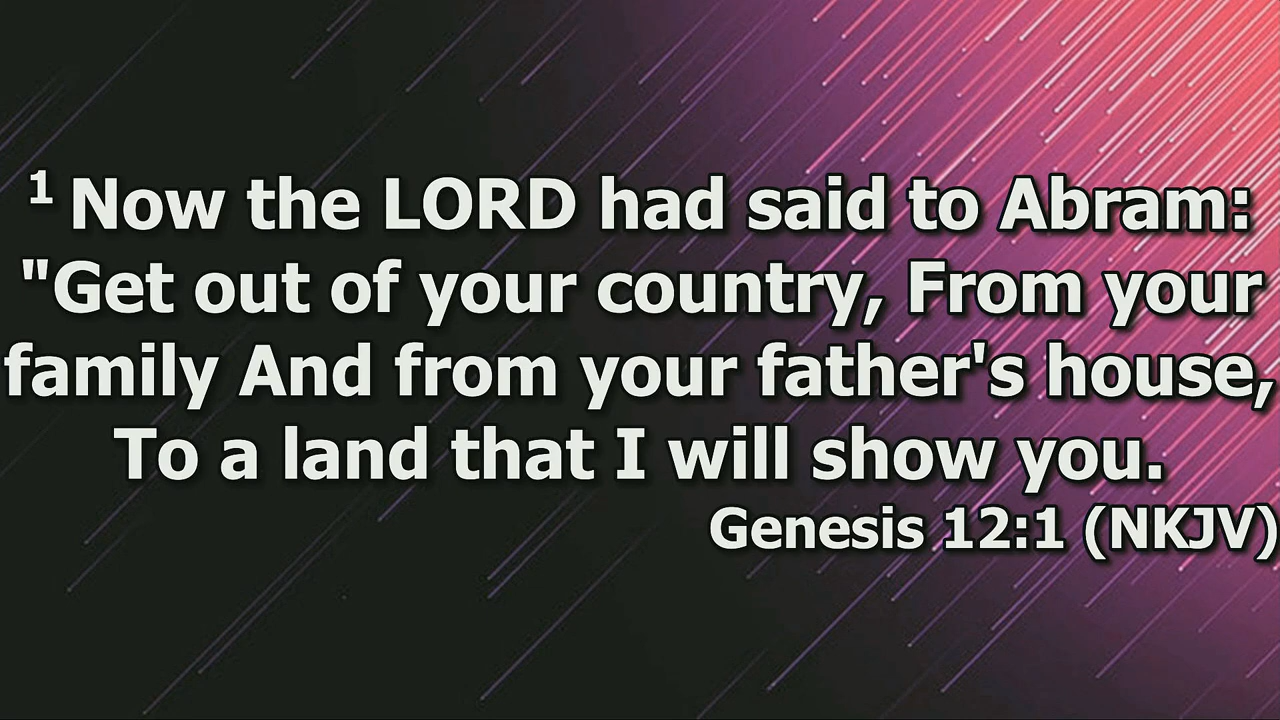 1 Now the LORD had said to Abram:
"Get out of your country, From your
family And from your father's house,
To a land that I will show you.
Genesis 12:1 (NKJV)